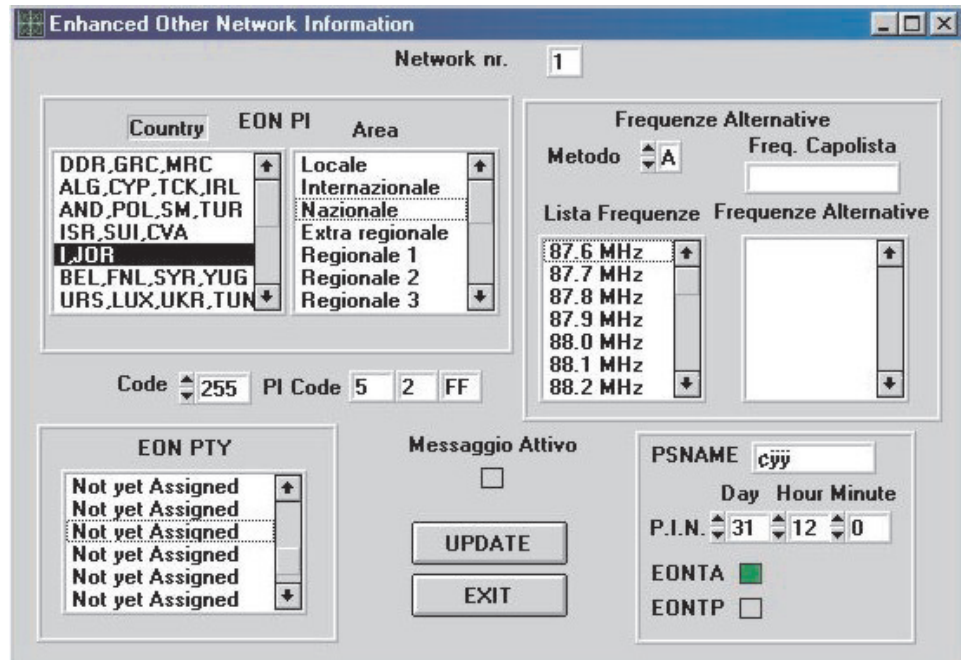 Enhanced Other Network Information
Network nr. 1
EON PI
Country
Area
DDR,GRC,MRC
ALG,CYP,TCK,IRL
AND,POL,SM,TUR
ISR,SUI,CVA
I,JOR
BEL,FNL,SYR,YUG
URS,LUX,UKR,TUN
Locale
Internazionale
Nazionale
Extra regionale
Regionale 1
Regionale 2
Regionale 3
Code 255 PI Code 5 2 FF
Frequenze Alternative
Metodo A
Freq. Capolista
Lista Frequenze
87.6 MHz
87.7 MHz
87.8 MHz
87.9 MHz
88.0 MHz
88.1 MHz
88.2 MHz
Frequenze Alternative
EON PTY
Not yet Assigned
Not yet Assigned
Not yet Assigned
Not yet Assigned
Not yet Assigned
Not yet Assigned
Messaggio Attivo
UPDATE
EXIT
PSNAME cÿÿ
Day Hour Minute
P.I.N. 31 12 0
EONTA
EONTP